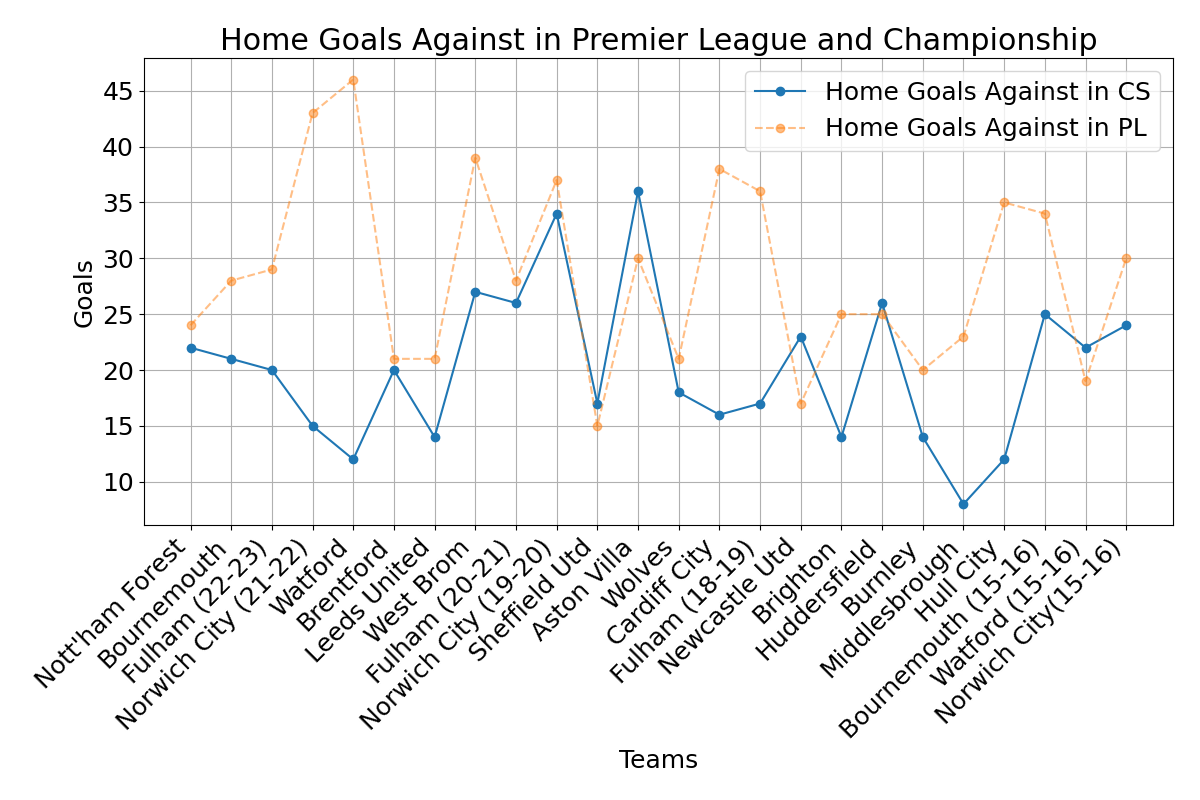 Home Goals Against in Premier League and Championship
Home Goals Against in CS
Home Goals Against in PL
Goals
45
40
35
30
25
20
15
10
Nott'ham Forest
Bournemouth
Fulham (22-23)
Norwich City (21-22)
Watford
Brentford
Leeds United
West Brom
Fulham (20-21)
Norwich City (19-20)
Sheffield Utd
Aston Villa
Wolves
Cardiff City
Fulham (18-19)
Newcastle Utd
Brighton
Huddersfield
Burnley
Middlesbrough
Hull City
Bournemouth (15-16)
Watford (15-16)
Norwich City(15-16)
Teams